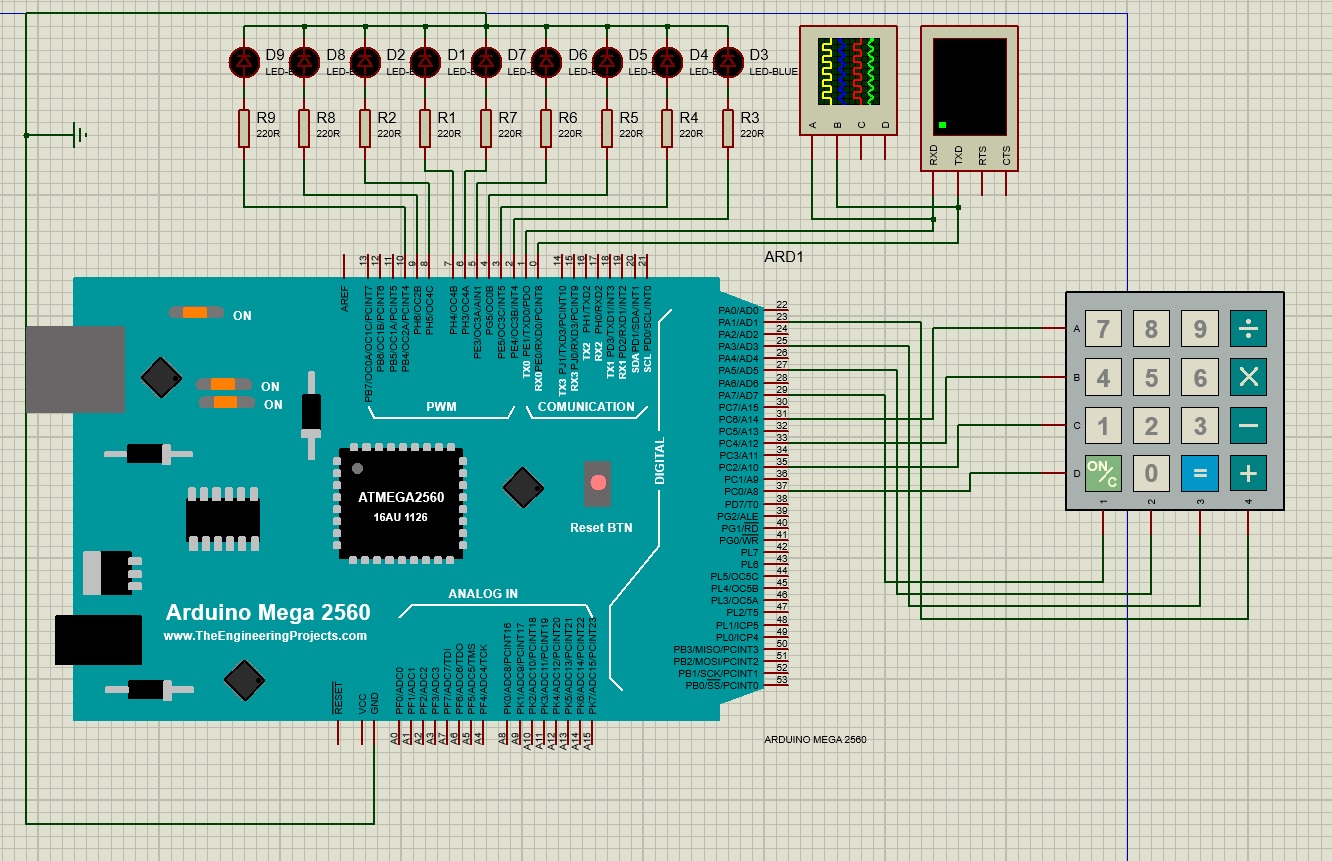 D9 D8 D2 D1 D7 D6 D5 D4 D3
LED-B LED-B LED-B LED-B LED-B LED-B LED-B LED-B LED-BLUE
R9 R8 R2 R1 R7 R6 R5 R4 R3
220R 220R 220R 220R 220R 220R 220R 220R 220R
A B C D
RXD TXD RTS CTS
ARD1
13 12 11 10 9 8 7 6 5 4 3 2 1 0 14 15 16 17 18 19 20 21
AREF
PB7/OC0A/OC1C/PCINT7
PB6/OC1B/PCINT6
PB5/OC1A/PCINT5
PB4/OC2A/PCINT4
PH6/OC2B
PH5/OC4C
PH4/OC4B
PH3/OC4A
PE3/OC3A/AIN1
PG5/OC0B
PE5/OC3C/INT5
PE4/OC3B/INT4
TX0 PE1/TXD0/PDO
RX0 PE0/RXD0/PCINT8
TX3 PJ1/TXD3/PCINT10
RX3 PJ0/RXD3/PCINT9
TX2 PH1/TXD2
RX2 PH0/RXD2
TX1 PD3/TXD1/INT3
RX1 PD2/RXD1/INT2
SDA PD1/SDA/INT1
SCL PD0/SCL/INT0
ON
ON
ON
PWM
COMUNICATION
DIGITAL
PA0/AD0 22
PA1/AD1 23
PA2/AD2 24
PA3/AD3 25
PA4/AD4 26
PA5/AD5 27
PA6/AD6 28
PA7/AD7 29
PC7/A15 30
PC6/A14 31
PC5/A13 32
PC4/A12 33
PC3/A11 34
PC2/A10 35
PC1/A9 36
PC0/A8 37
PD7/T0 38
PG2/ALE 39
PG1/RD 40
PG0/WR 41
PL7 42
PL6 43
PL5/OC5C 44
PL4/OC5B 45
PL3/OC5A 46
PL2/T5 47
PL1/ICP5 48
PL0/ICP4 49
PB3/MISO/PCINT3 50
PB2/MOSI/PCINT2 51
PB1/SCK/PCINT1 52
PB0/SS/PCINT0 53
A 7 8 9 ÷
B 4 5 6 ×
C 1 2 3 −
D ON/C 0 = +
1 2 3 4
ATMEGA2560
16AU 1126
Reset BTN
ANALOG IN
Arduino Mega 2560
www.TheEngineeringProjects.com
RESET
VCC
GND
PF0/ADC0
PF1/ADC1
PF2/ADC2
PF3/ADC3
PF7/ADC7/TDI
PF6/ADC6/TDO
PF5/ADC5/TMS
PF4/ADC4/TCK
PK0/ADC8/PCINT16
PK1/ADC9/PCINT17
PK2/ADC10/PCINT18
PK3/ADC11/PCINT19
PK4/ADC12/PCINT20
PK5/ADC13/PCINT21
PK6/ADC14/PCINT22
PK7/ADC15/PCINT23
A0 A1 A2 A3 A7 A6 A5 A4 A8 A9 A10 A11 A12 A13 A14 A15
ARDUINO MEGA 2560